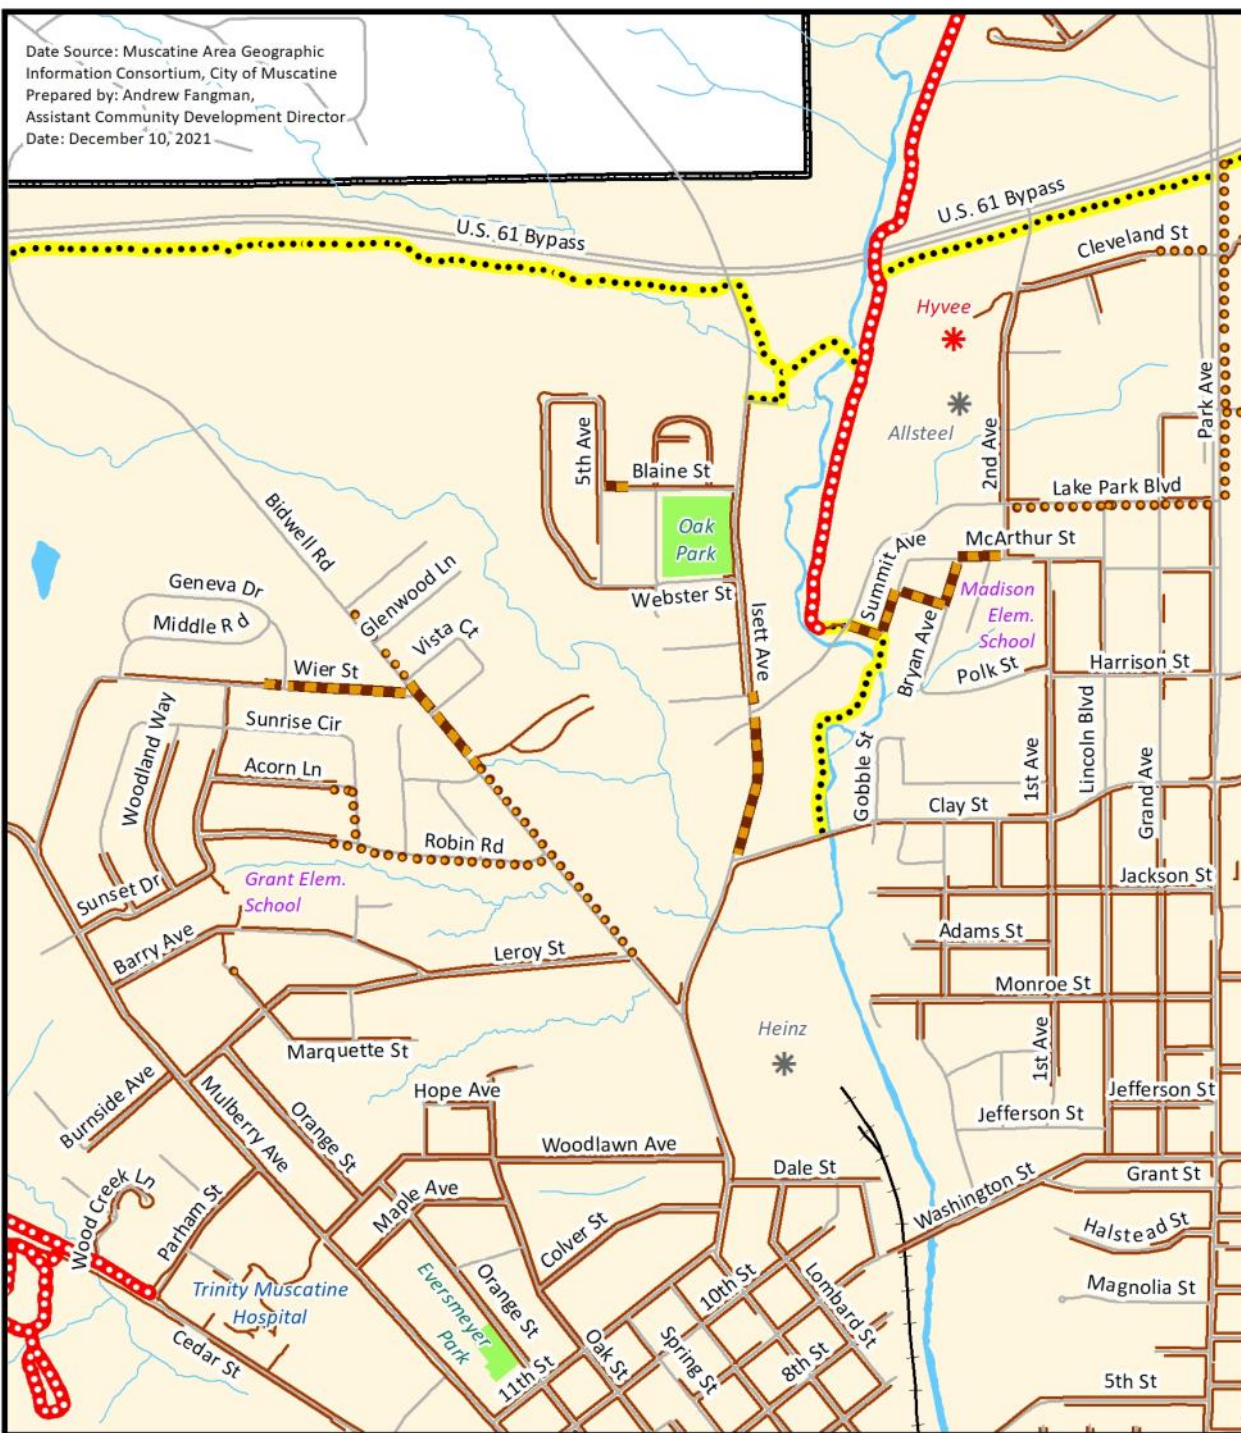 Date Source: Muscatine Area Geographic
Information Consortium, City of Muscatine
Prepared by: Andrew Fangman,
Assistant Community Development Director
Date: December 10, 2021
U.S. 61 Bypass
U.S. 61 Bypass
Cleveland St
Hyvee
Park Ave
Allsteel
2nd Ave
5th Ave
Blaine St
Lake Park Blvd
Bidwell Rd
Oak
Park
McArthur St
Summit Ave
Glenwood Ln
Geneva Dr
Webster St
Madison
Elem.
School
Middle Rd
Vista Ct
Isett Ave
Bryan Ave
Wier St
Polk St
Harrison St
Woodland Way
Sunrise Cir
Lincoln Blvd
Acorn Ln
Gobble St
1st Ave
Grand Ave
Clay St
Robin Rd
Grant Elem.
School
Jackson St
Sunset Dr
Barry Ave
Adams St
Leroy St
Monroe St
Heinz
Marquette St
1st Ave
Burnside Ave
Hope Ave
Jefferson St
Jefferson St
Mulberry Ave
Orange St
Woodlawn Ave
Dale St
Grant St
Wood Creek Ln
Parham St
Maple Ave
Washington St
Colver St
Halstead St
Trinity Muscatine
Hospital
Eversmeyer
Park
Orange St
10th St
Lombard St
Magnolia St
Cedar St
11th St
Oak St
Spring St
8th St
5th St